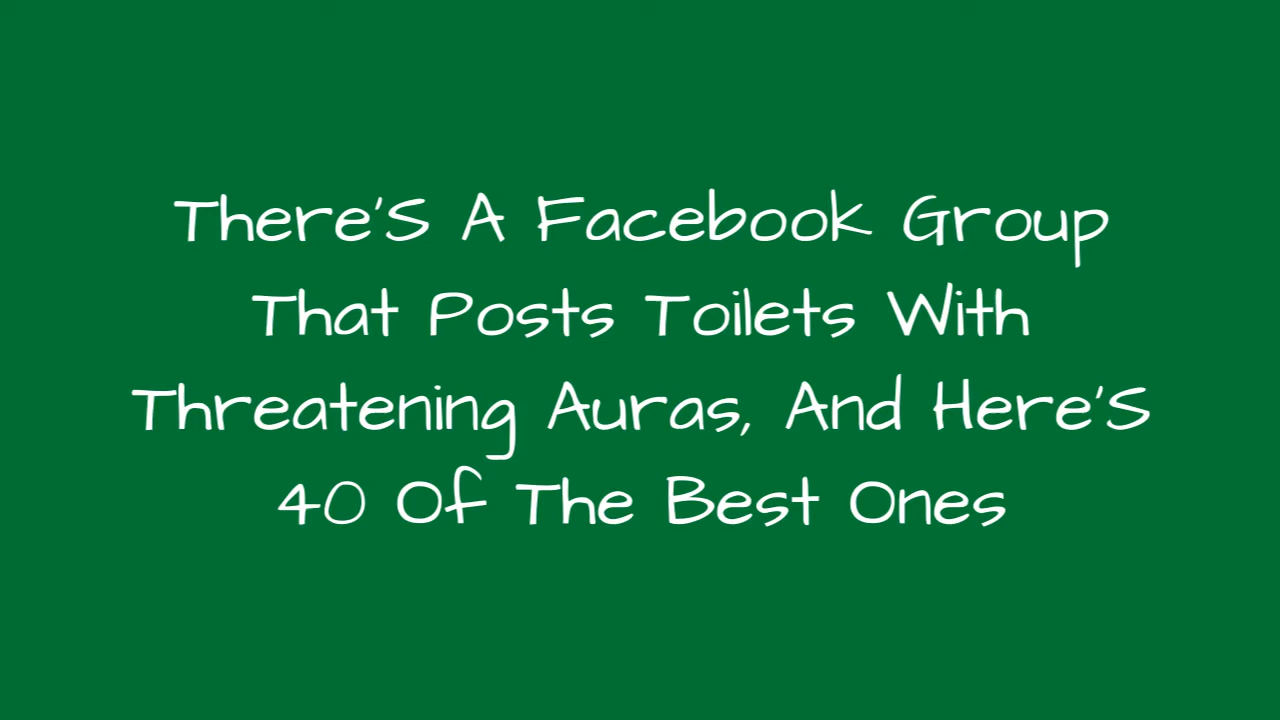 There'S A Facebook Group
That Posts Toilets With
Threatening Auras, And Here'S
40 Of The Best Ones